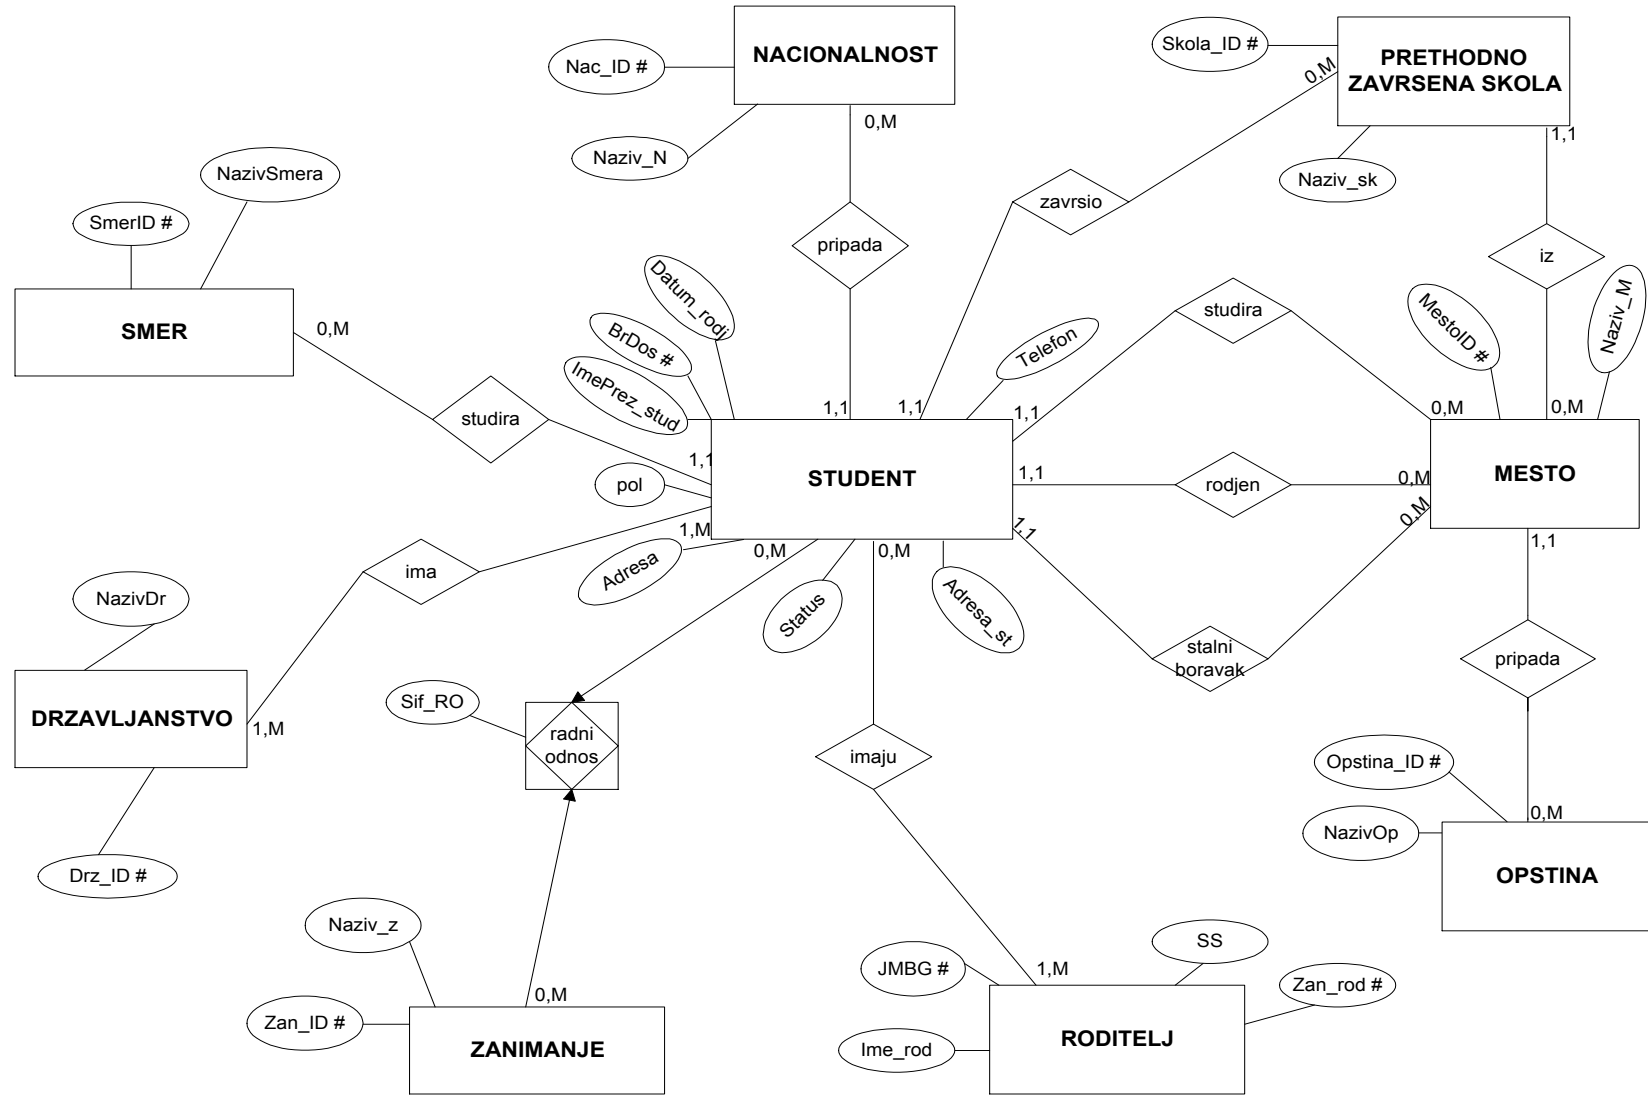 NACIONALNOST
Nac_ID #
Naziv_N
0,M
pripada
1,1
Skola_ID #
PRETHODNO
ZAVRSENA SKOLA
0,M
1,1
Naziv_sk
zavrsio
1,1
iz
0,M
NazivSmera
SmerID #
SMER
0,M
studira
1,1
Datum_rodj
BrDos #
ImePrez_stud
pol
Adresa
Status
Adresa_st
Telefon
STUDENT
1,1
studira
0,M
1,1
rodjen
0,M
1,1
stalni
boravak
0,M
MestoID #
Naziv_M
MESTO
1,1
pripada
0,M
Opstina_ID #
NazivOp
OPSTINA
1,M
ima
1,M
NazivDr
DRZAVLJANSTVO
Drz_ID #
0,M
Sif_RO
radni
odnos
0,M
Naziv_z
Zan_ID #
ZANIMANJE
0,M
imaju
1,M
JMBG #
SS
Zan_rod #
Ime_rod
RODITELJ